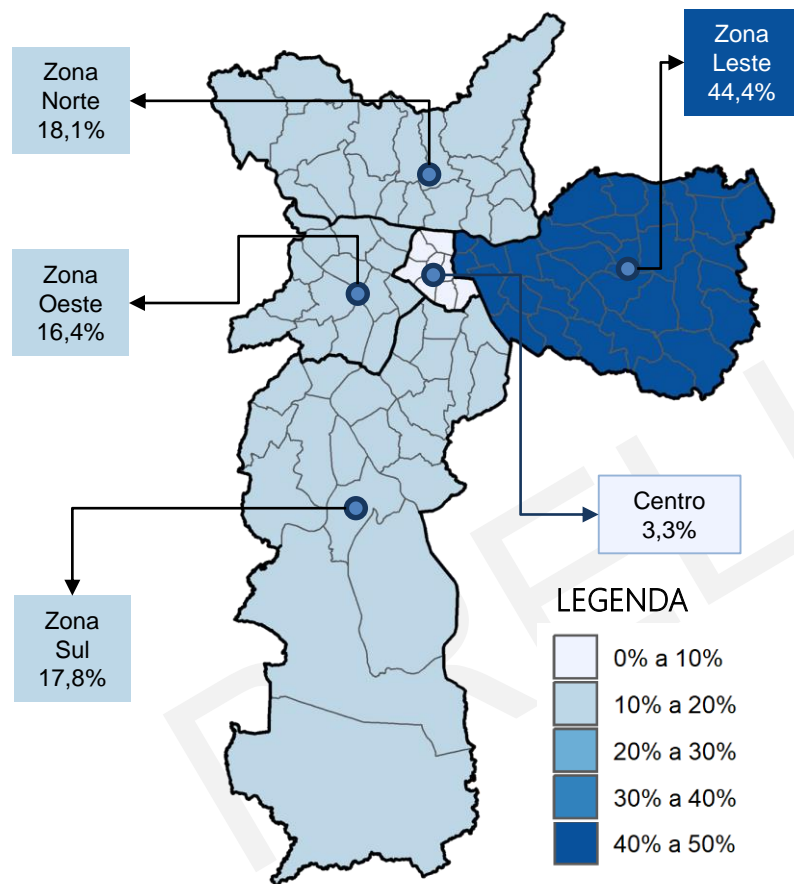 Zona
Norte
18,1%
Zona
Leste
44,4%
Zona
Oeste
16,4%
Centro
3,3%
Zona
Sul
17,8%
LEGENDA
0% a 10%
10% a 20%
20% a 30%
30% a 40%
40% a 50%